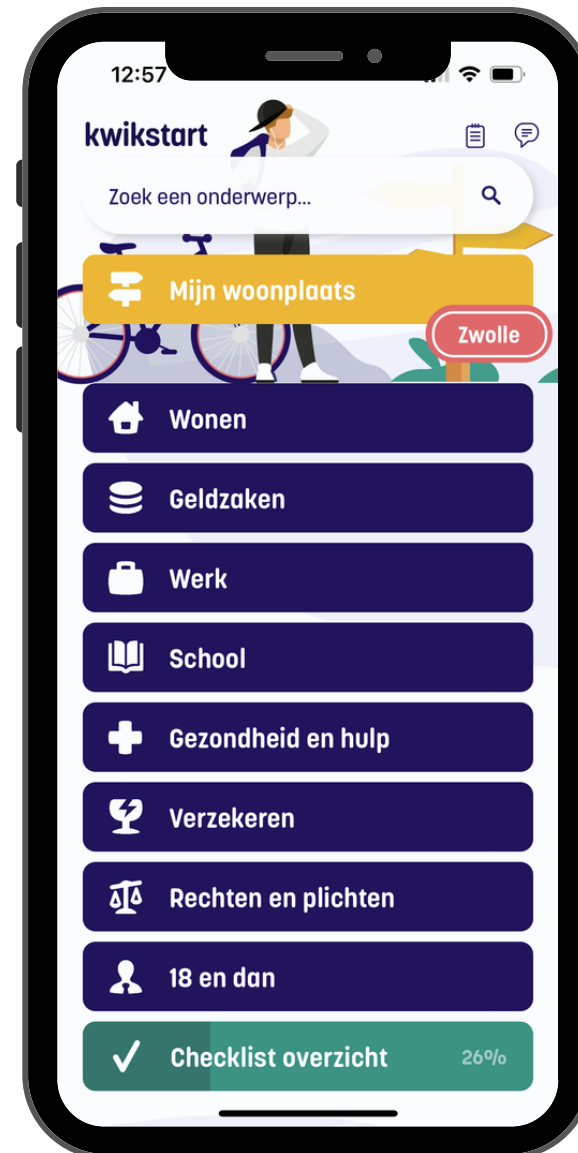 12:57
kwikstart
Zoek een onderwerp...
Mijn woonplaats
Zwolle
Wonen
Geldzaken
Werk
School
Gezondheid en hulp
Verzekeren
Rechten en plichten
18 en dan
Checklist overzicht 26%